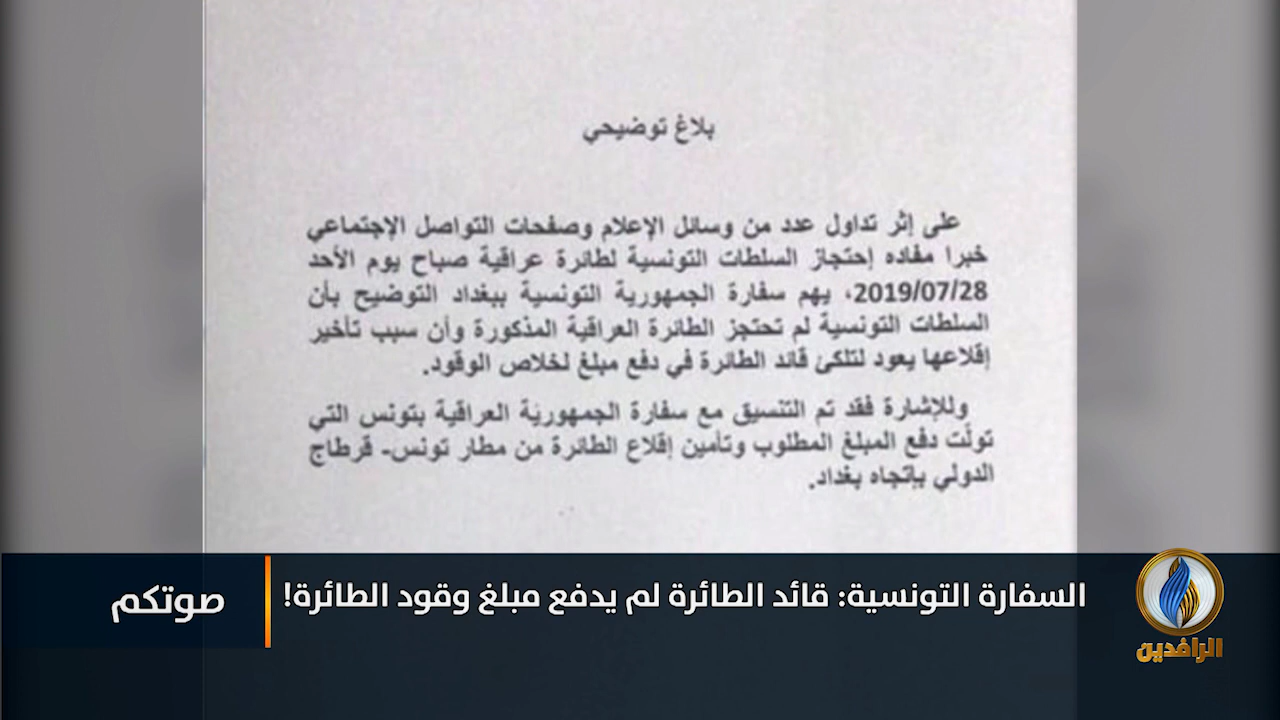 بلاغ توضيحي
على إثر تداول عدد من وسائل الإعلام وصفحات التواصل الإجتماعي
خبرا مفاده إحتجاز السلطات التونسية لطائرة عراقية صباح يوم الأحد
2019/07/28، يهم سفارة الجمهورية التونسية ببغداد التوضيح بأن
السلطات التونسية لم تحتجز الطائرة العراقية المذكورة وأن سبب تأخير
إقلاعها يعود لتلكئ قائد الطائرة في دفع مبلغ لخلاص الوقود.
وللإشارة فقد تم التنسيق مع سفارة الجمهورية العراقية بتونس التي
تولّت دفع المبلغ المطلوب وتأمين إقلاع الطائرة من مطار تونس- قرطاج
الدولي بإتجاه بغداد.
السفارة التونسية: قائد الطائرة لم يدفع مبلغ وقود الطائرة!
صوتكم
الرافدين